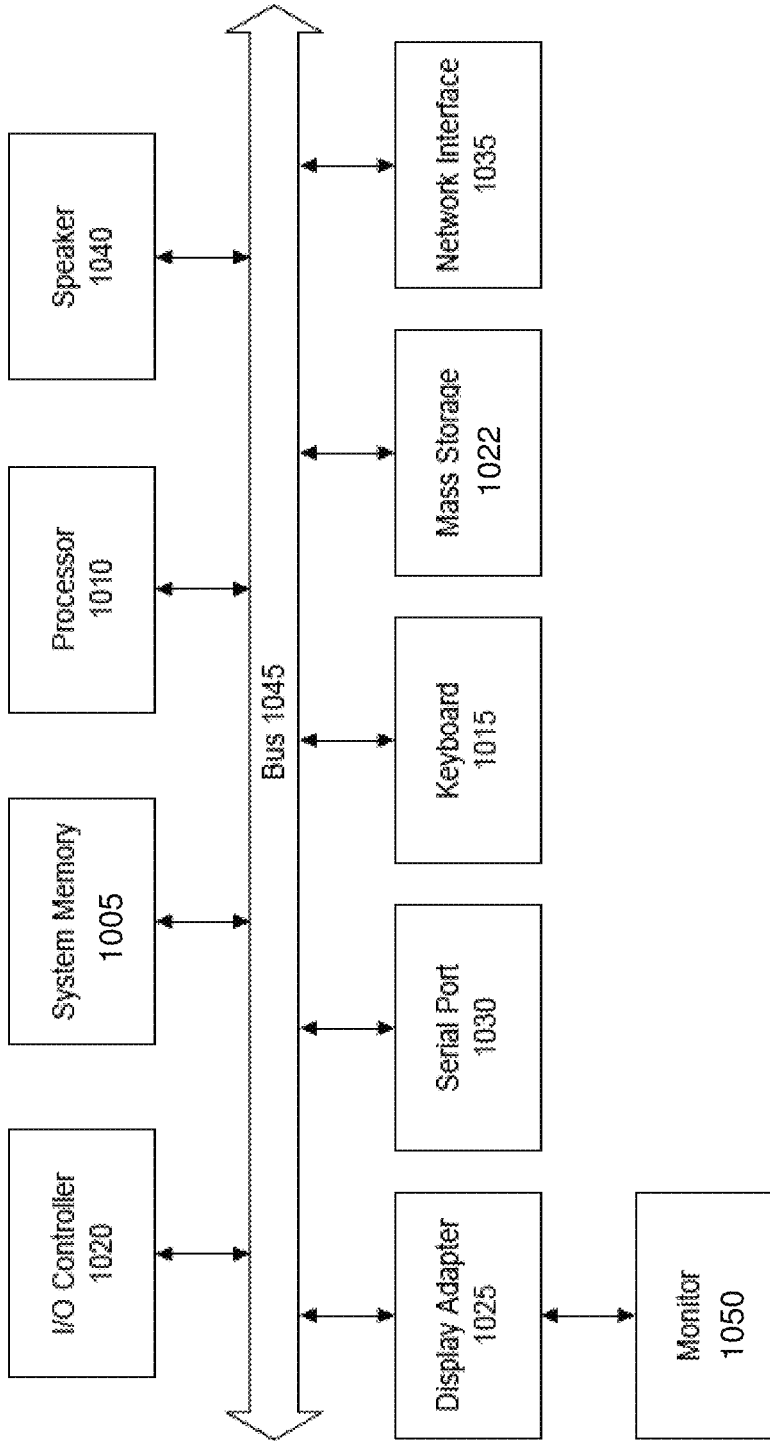 I/O Controller
1020
System Memory
1005
Processor
1010
Speaker
1040
Bus 1045
Display Adapter
1025
Serial Port
1030
Keyboard
1015
Mass Storage
1022
Network Interface
1035
Monitor
1050